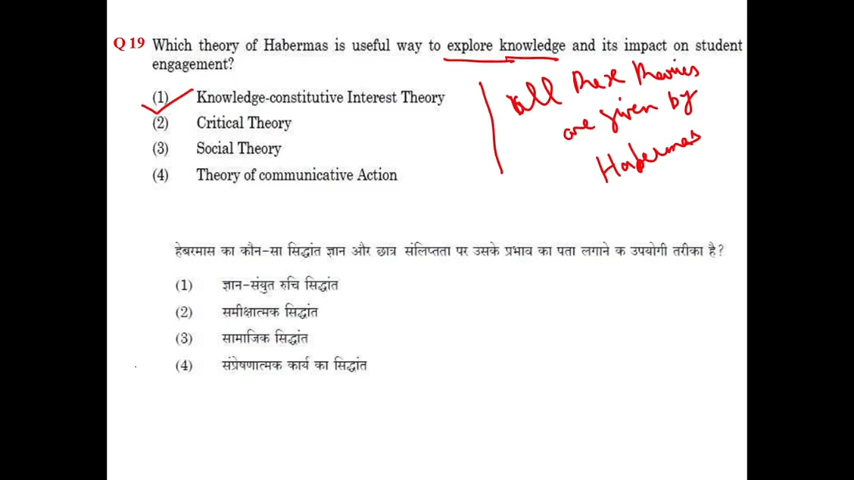 Q 19 Which theory of Habermas is useful way to explore knowledge and its impact on student
engagement?
(1) Knowledge-constitutive Interest Theory
(2) Critical Theory
(3) Social Theory
(4) Theory of communicative Action
All these theories
are given by
Habermas
हेबरमास का कौन-सा सिद्धांत ज्ञान और छात्र संलिप्तता पर उसके प्रभाव का पता लगाने क उपयोगी तरीका है?
(1) ज्ञान-संयुत रुचि सिद्धांत
(2) समीक्षात्मक सिद्धांत
(3) सामाजिक सिद्धांत
(4) संप्रेषणात्मक कार्य का सिद्धांत